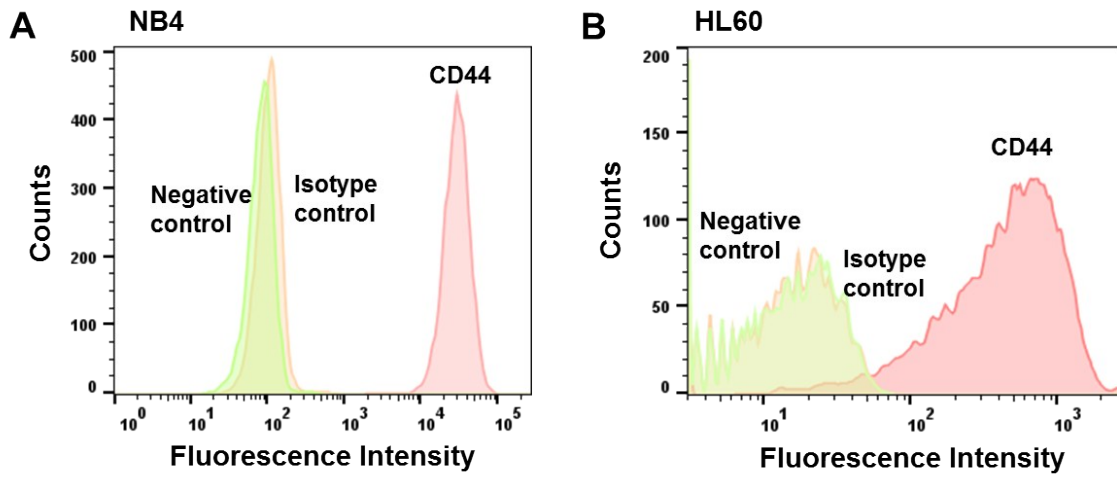 A
NB4
500
400
300
200
100
0
Counts
Negative
control
Isotype
control
CD44
10^0
10^1
10^2
10^3
10^4
10^5
Fluorescence Intensity
B
HL60
200
150
100
50
0
Counts
Negative
control
Isotype
control
CD44
10^1
10^2
10^3
Fluorescence Intensity